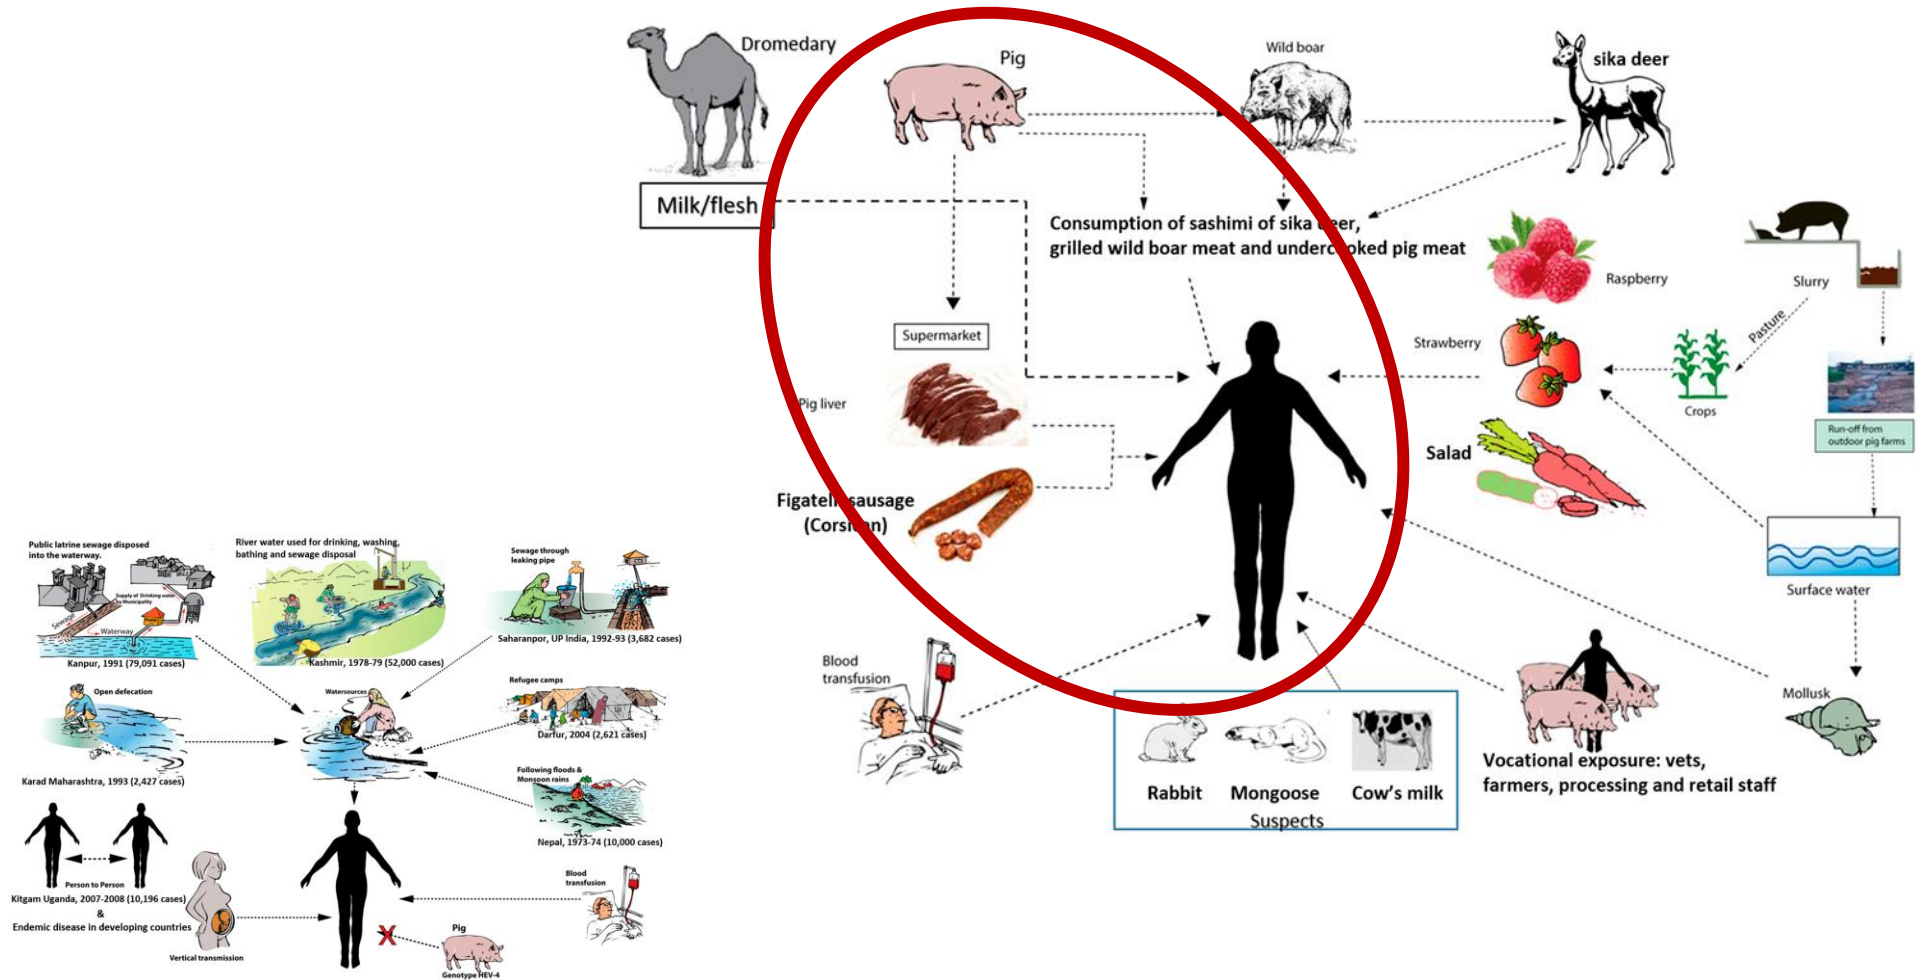 Dromedary
Pig
Wild boar
sika deer
Milk/flesh
Consumption of sashimi of sika deer,
grilled wild boar meat and undercooked pig meat
Raspberry
Slurry
Pasture
Supermarket
Strawberry
Pig liver
Crops
Run-off from
outdoor pig farms
Salad
Figatelli sausage
(Corsican)
Surface water
Blood
transfusion
Mollusk
Rabbit
Mongoose
Cow's milk
Suspects
Vocational exposure: vets,
farmers, processing and retail staff
Public latrine sewage disposed
into the waterway.
Supply of Drinking water
by Municipality
Sewage
Waterway
Kanpur, 1991 (79,091 cases)
River water used for drinking, washing,
bathing and sewage disposal
Kashmir, 1978-79 (52,000 cases)
Sewage through
leaking pipe
Saharanpor, UP India, 1992-93 (3,682 cases)
Open defecation
Karad Maharashtra, 1993 (2,427 cases)
Watersources
Refugee camps
Darfur, 2004 (2,621 cases)
Following floods &
Monsoon rains
Nepal, 1973-74 (10,000 cases)
Person to Person
Kitgam Uganda, 2007-2008 (10,196 cases)
&
Endemic disease in developing countries
Vertical transmission
Blood
transfusion
X
Pig
Genotype HEV-4